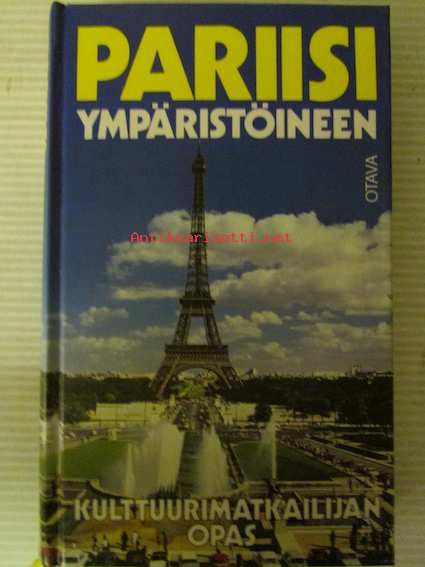 PARIISI
YMPÄRISTÖINEEN
OTAVA
Antikvariaatti.net
KULTTUURIMATKAILIJAN
OPAS